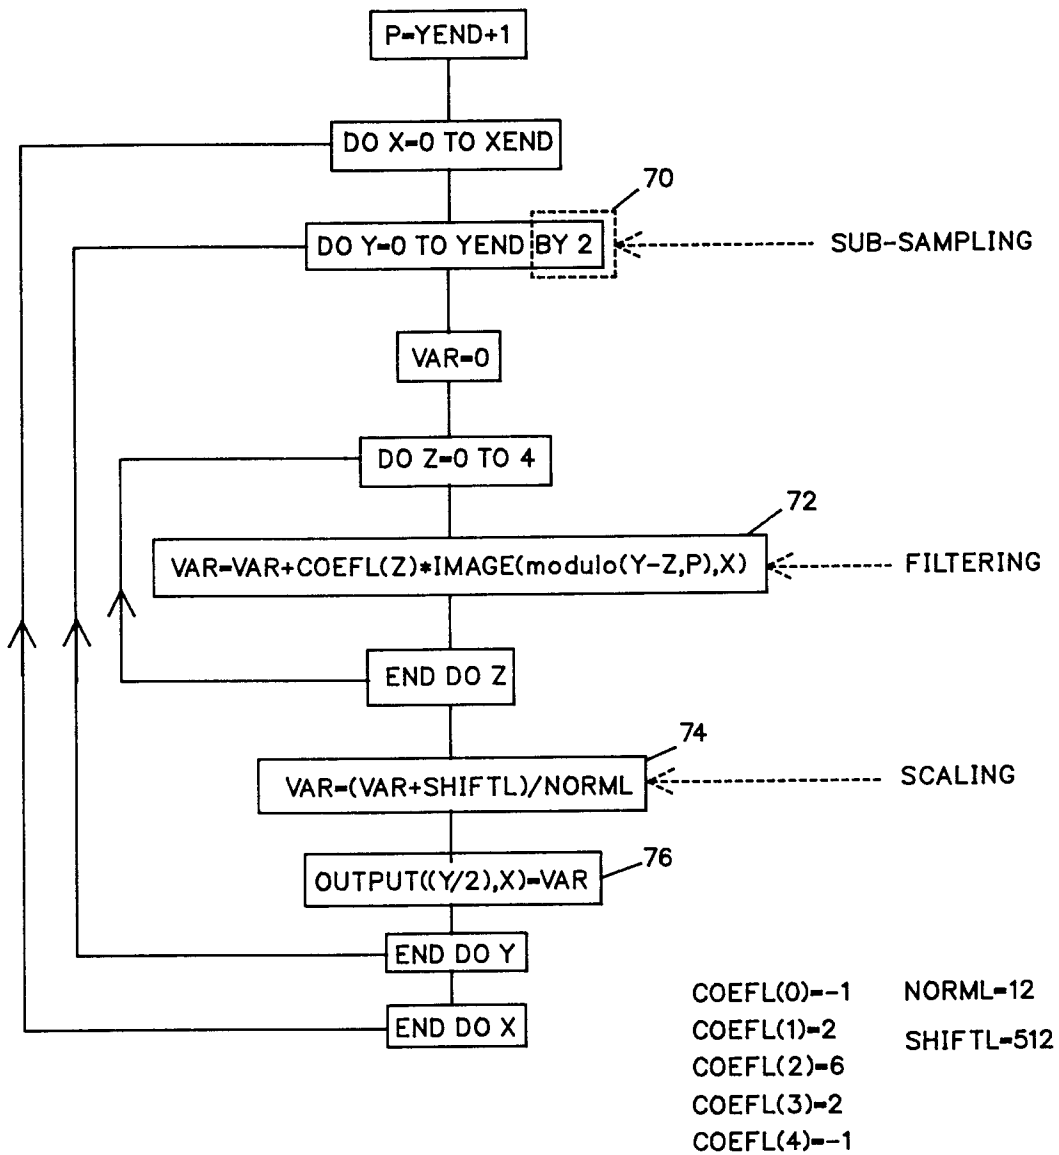 P=YEND+1
DO X=0 TO XEND
70
DO Y=0 TO YEND BY 2
SUB-SAMPLING
VAR=0
DO Z=0 TO 4
72
VAR=VAR+COEFL(Z)*IMAGE(modulo(Y-Z,P),X)
FILTERING
END DO Z
74
VAR=(VAR+SHIFTL)/NORML
SCALING
76
OUTPUT((Y/2),X)=VAR
END DO Y
END DO X
COEFL(0)=-1
NORML=12
COEFL(1)=2
SHIFTL=512
COEFL(2)=6
COEFL(3)=2
COEFL(4)=-1